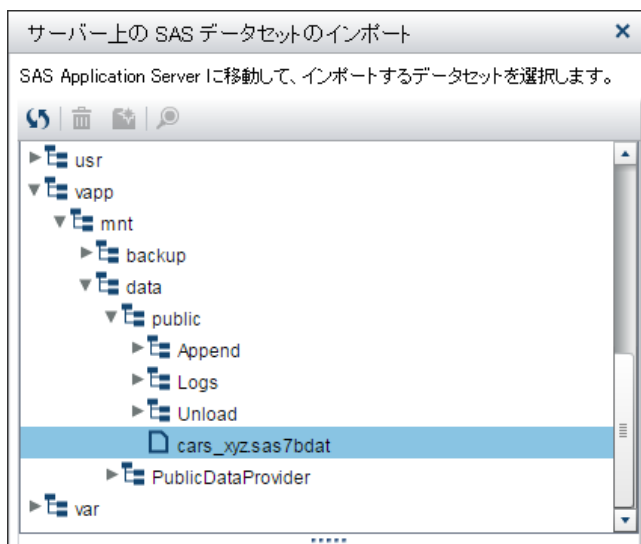 サーバー上の SAS データセットのインポート
SAS Application Server に移動して、インポートするデータセットを選択します。
usr
vapp
mnt
backup
data
public
Append
Logs
Unload
cars_xyz.sas7bdat
PublicDataProvider
var